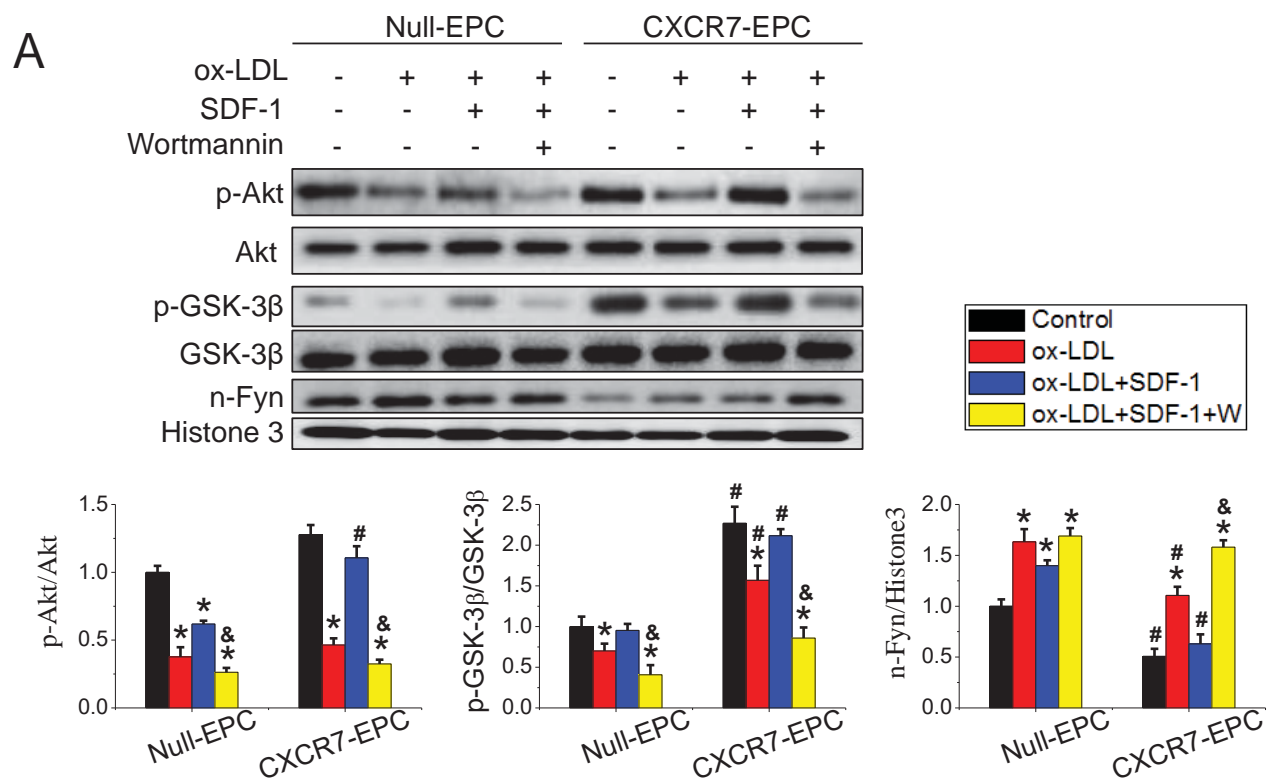 A
Null-EPC CXCR7-EPC
ox-LDL - + + + - + + +
SDF-1 - - + + - - + +
Wortmannin - - - + - - - +
p-Akt
Akt
p-GSK-3β
GSK-3β
n-Fyn
Histone 3
Control
ox-LDL
ox-LDL+SDF-1
ox-LDL+SDF-1+W
p-Akt/Akt
1.5
1.0
0.5
0.0
* * & * * # & *
Null-EPC
CXCR7-EPC
p-GSK-3β/GSK-3β
2.5
2.0
1.5
1.0
0.5
0.0
* & * # # * # & *
Null-EPC
CXCR7-EPC
n-Fyn/Histone3
2.0
1.5
1.0
0.5
0.0
* * * # # * # & *
Null-EPC
CXCR7-EPC